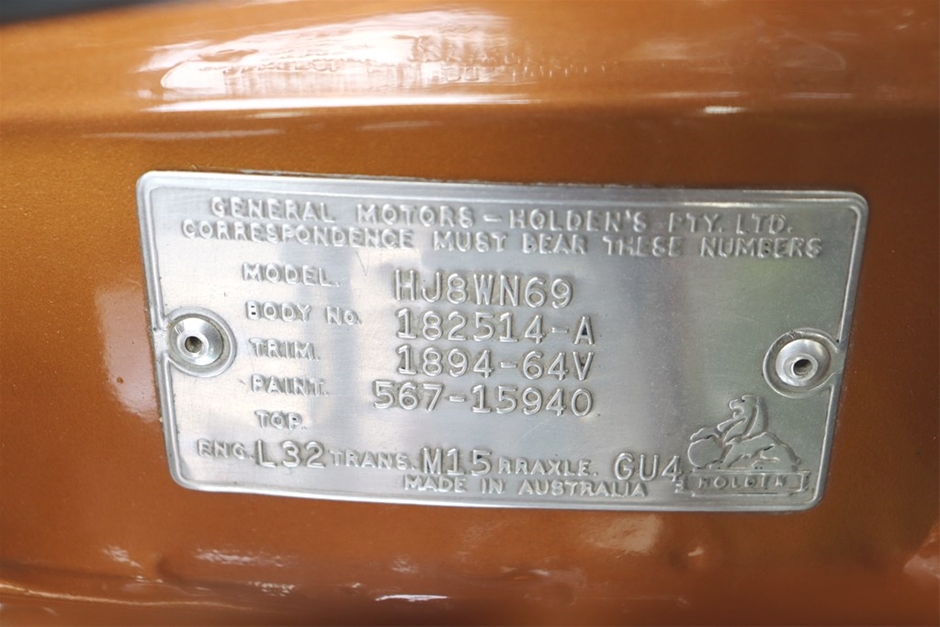 GENERAL MOTORS – HOLDEN'S PTY. LTD.
CORRESPONDENCE MUST BEAR THESE NUMBERS
MODEL. HJ8WN69
BODY NO. 182514-A
TRIM. 1894-64V
PAINT. 567-15940
TOP.
ENG. L32 TRANS. M15 RRAXLE. GU4
MADE IN AUSTRALIA
HOLDEN